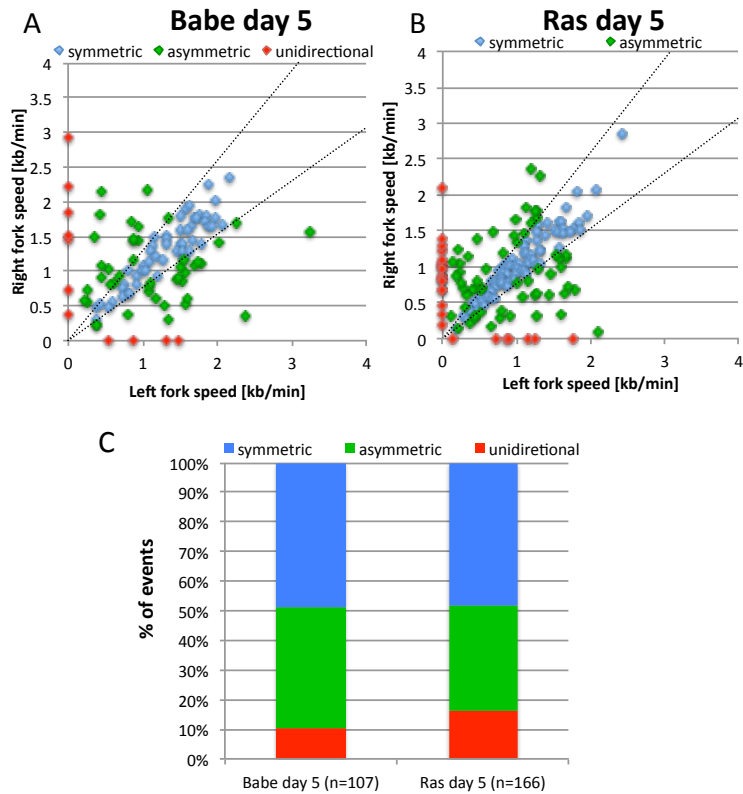 A Babe day 5
symmetric asymmetric unidirectional
Right fork speed [kb/min]
4
3.5
3
2.5
2
1.5
1
0.5
0
0 1 2 3 4
Left fork speed [kb/min]
B Ras day 5
symmetric asymmetric
Right fork speed [kb/min]
4
3.5
3
2.5
2
1.5
1
0.5
0
0 1 2 3 4
Left fork speed [kb/min]
C
symmetric asymmetric unidiretional
% of events
100%
90%
80%
70%
60%
50%
40%
30%
20%
10%
0%
Babe day 5 (n=107) Ras day 5 (n=166)